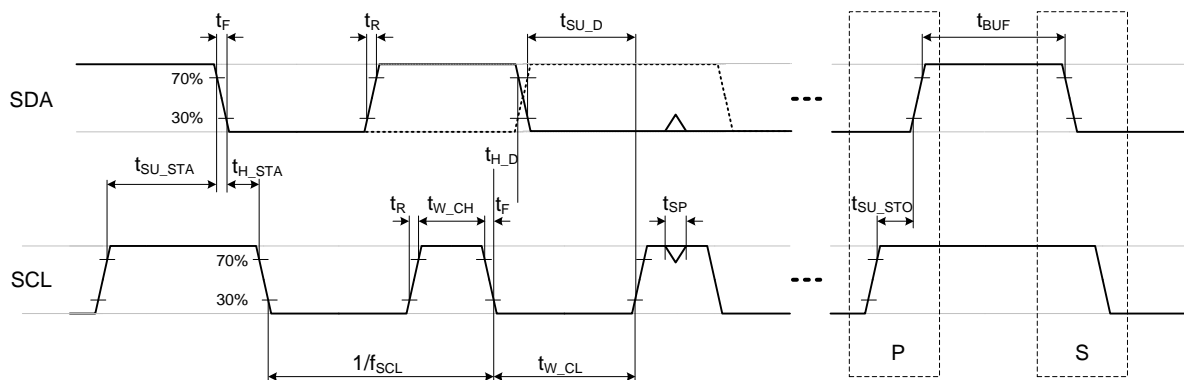 tF
tR
tSU_D
tBUF
SDA
70%
30%
tSU_STA
tH_STA
tH_D
tR
tW_CH
tF
tSP
tSU_STO
SCL
70%
30%
1/fSCL
tW_CL
P
S